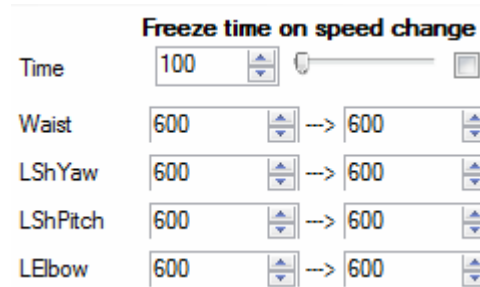 Freeze time on speed change
Time 100
Waist 600 ---> 600
LShYaw 600 ---> 600
LShPitch 600 ---> 600
LElbow 600 ---> 600